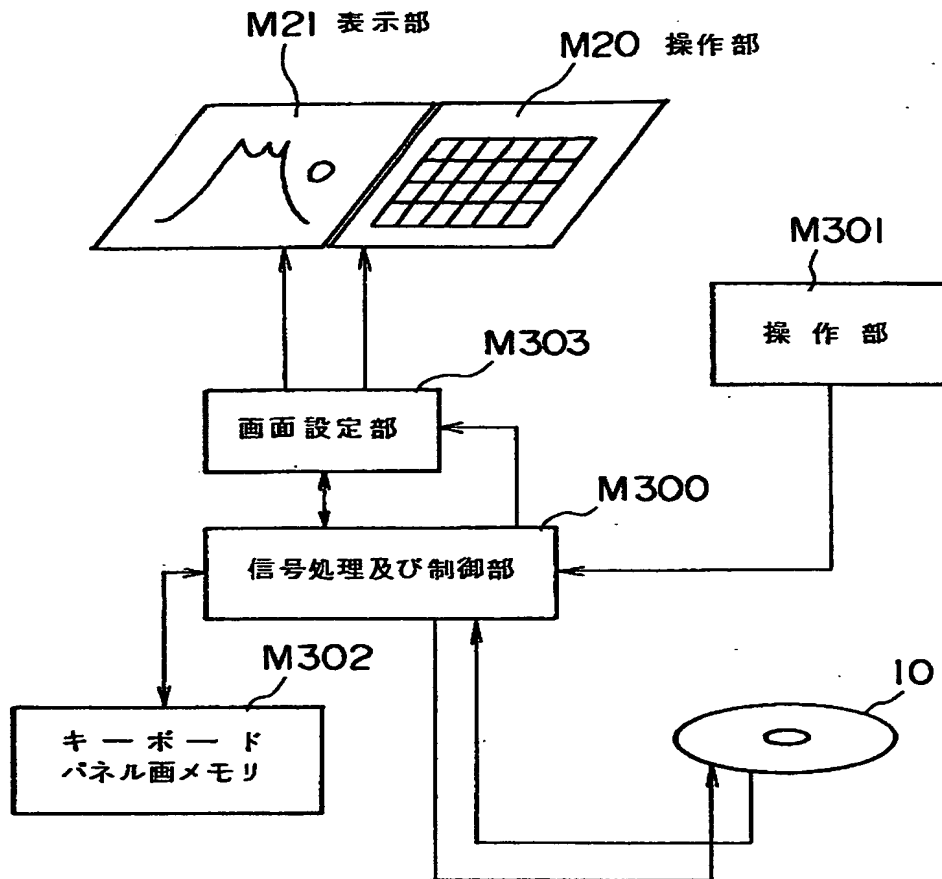 M21 表示部
M20 操作部
M301
操作部
M303
画面設定部
M300
信号処理及び制御部
M302
キーボード
パネル画メモリ
10